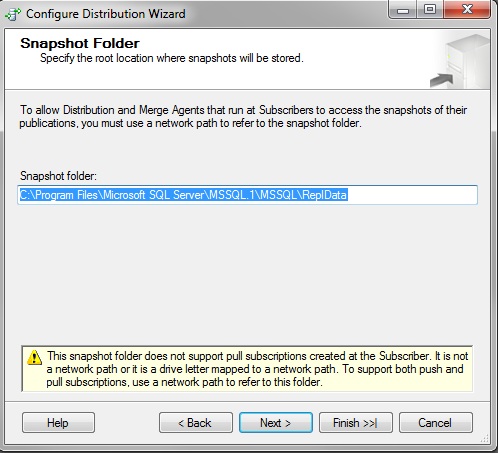 Configure Distribution Wizard
Snapshot Folder
Specify the root location where snapshots will be stored.
To allow Distribution and Merge Agents that run at Subscribers to access the snapshots of their
publications, you must use a network path to refer to the snapshot folder.
Snapshot folder:
C:\Program Files\Microsoft SQL Server\MSSQL.1\MSSQL\ReplData
This snapshot folder does not support pull subscriptions created at the Subscriber. It is not
a network path or it is a drive letter mapped to a network path. To support both push and
pull subscriptions, use a network path to refer to this folder.
Help
< Back
Next >
Finish >>|
Cancel